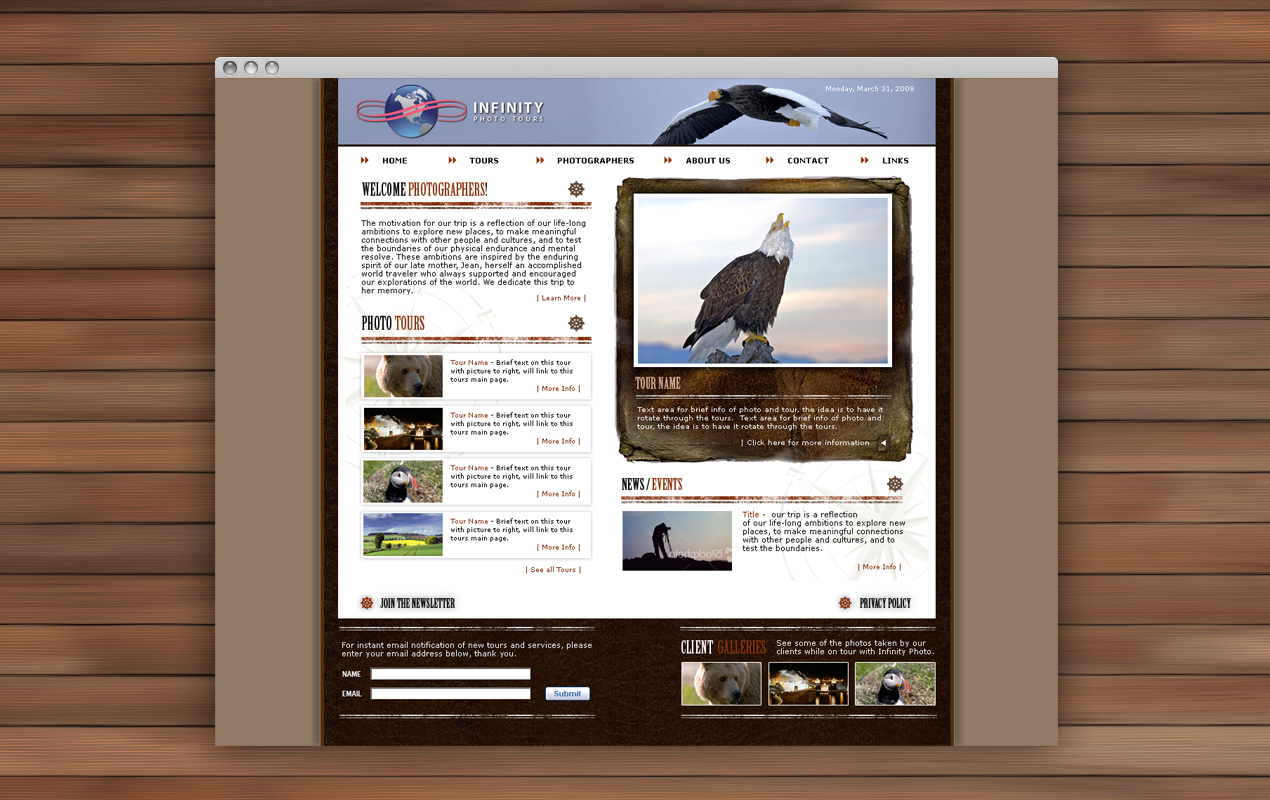 Monday, March 31, 2008
INFINITY
PHOTO TOURS
HOME
TOURS
PHOTOGRAPHERS
ABOUT US
CONTACT
LINKS
WELCOME PHOTOGRAPHERS!
The motivation for our trip is a reflection of our life-long
ambitions to explore new places, to make meaningful
connections with other people and cultures, and to test
the boundaries of our physical endurance and mental
resolve. These ambitions are inspired by the enduring
spirit of our late mother, Jean, herself an accomplished
world traveler who always supported and encouraged
our explorations of the world. We dedicate this trip to
her memory.
| Learn More |
PHOTO TOURS
Tour Name - Brief text on this tour
with picture to right, will link to this
tours main page.
| More Info |
Tour Name - Brief text on this tour
with picture to right, will link to this
tours main page.
| More Info |
Tour Name - Brief text on this tour
with picture to right, will link to this
tours main page.
| More Info |
Tour Name - Brief text on this tour
with picture to right, will link to this
tours main page.
| More Info |
| See all Tours |
TOUR NAME
Text area for brief info of photo and tour, the idea is to have it
rotate through the tours. Text area for brief info of photo and
tour, the idea is to have it rotate through the tours.
| Click here for more information
NEWS / EVENTS
Title - our trip is a reflection
of our life-long ambitions to explore new
places, to make meaningful connections
with other people and cultures, and to
test the boundaries.
| More Info |
JOIN THE NEWSLETTER
PRIVACY POLICY
For instant email notification of new tours and services, please
enter your email address below, thank you.
NAME
EMAIL
Submit
CLIENT GALLERIES
See some of the photos taken by our
clients while on tour with Infinity Photo.